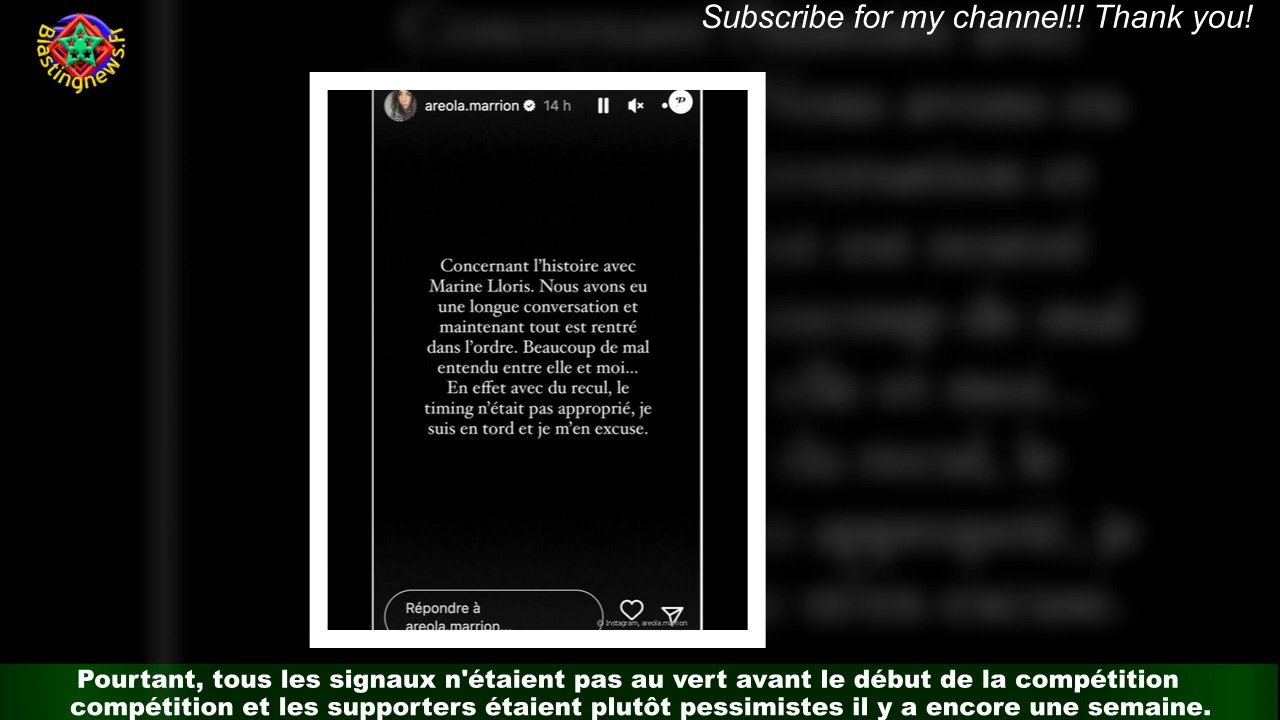 Subscribe for my channel!! Thank you!
Blastingnews.Fr
areola.marrion 14 h
Concernant l’histoire avec
Marine Lloris. Nous avons eu
une longue conversation et
maintenant tout est rentré
dans l’ordre. Beaucoup de mal
entendu entre elle et moi...
En effet avec du recul, le
timing n’était pas approprié, je
suis en tord et je m’en excuse.
Répondre à
areola.marrion...
© Instagram, areola.marrion
Pourtant, tous les signaux n'étaient pas au vert avant le début de la compétition
compétition et les supporters étaient plutôt pessimistes il y a encore une semaine.